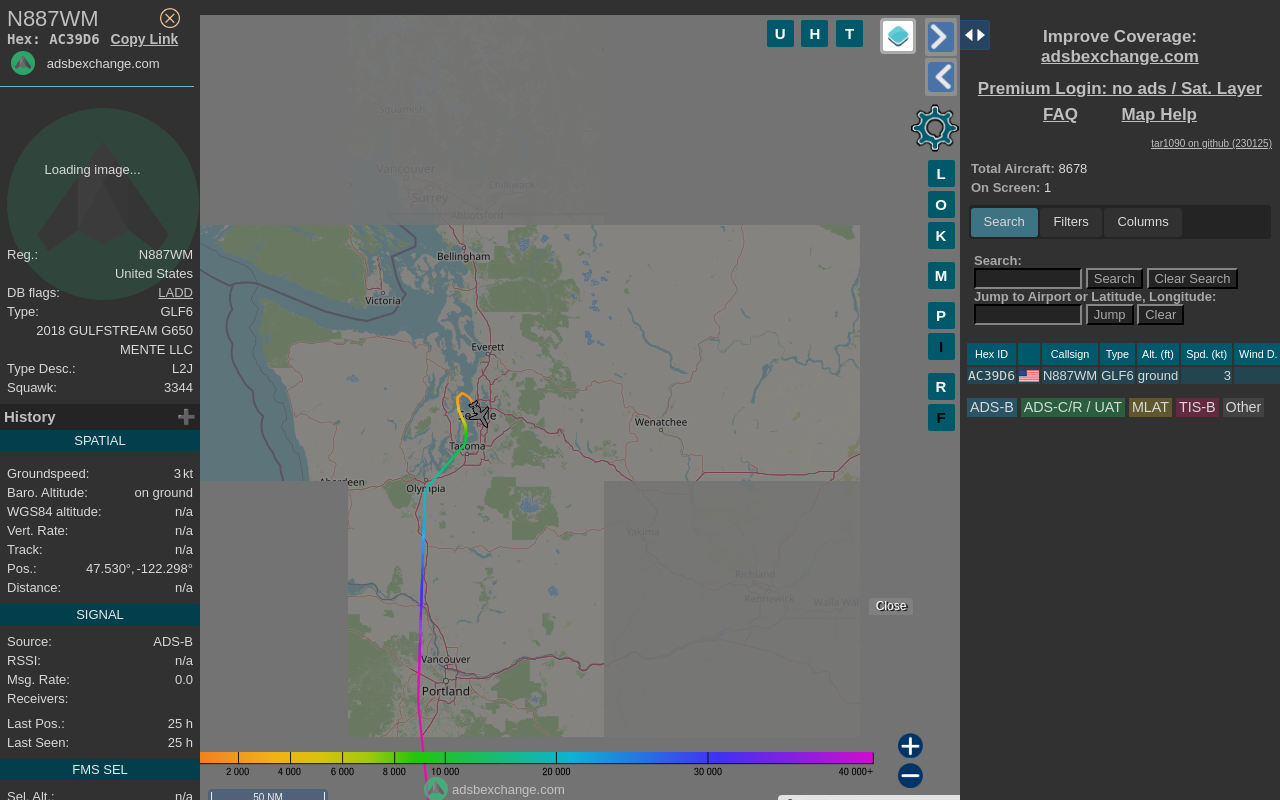 N887WM
Hex: AC39D6 Copy Link
adsbexchange.com
Loading image...
Reg.: N887WM
United States
DB flags: LADD
Type: GLF6
2018 GULFSTREAM G650
MENTE LLC
Type Desc.: L2J
Squawk: 3344
History
SPATIAL
Groundspeed: 3 kt
Baro. Altitude: on ground
WGS84 altitude: n/a
Vert. Rate: n/a
Track: n/a
Pos.: 47.530°, -122.298°
Distance: n/a
SIGNAL
Source: ADS-B
RSSI: n/a
Msg. Rate: 0.0
Receivers:
Last Pos.: 25 h
Last Seen: 25 h
FMS SEL
Sel. Alt.: n/a
U H T
L
O
K
M
P
I
R
F
Squamish
Vancouver
Surrey
Chilliwack
Abbotsford
Bellingham
Victoria
Everett
Wenatchee
Tacoma
Aberdeen
Olympia
Yakima
Richland
Kennewick
Walla Wal
Vancouver
Portland
Close
2 000 4 000 6 000 8 000 10 000 20 000 30 000 40 000+
adsbexchange.com
50 NM
Improve Coverage:
adsbexchange.com
Premium Login: no ads / Sat. Layer
FAQ Map Help
tar1090 on github (230125)
Total Aircraft: 8678
On Screen: 1
Search Filters Columns
Search:
Search Clear Search
Jump to Airport or Latitude, Longitude:
Jump Clear
Hex ID Callsign Type Alt. (ft) Spd. (kt) Wind D.
AC39D6 N887WM GLF6 ground 3
ADS-B ADS-C/R / UAT MLAT TIS-B Other